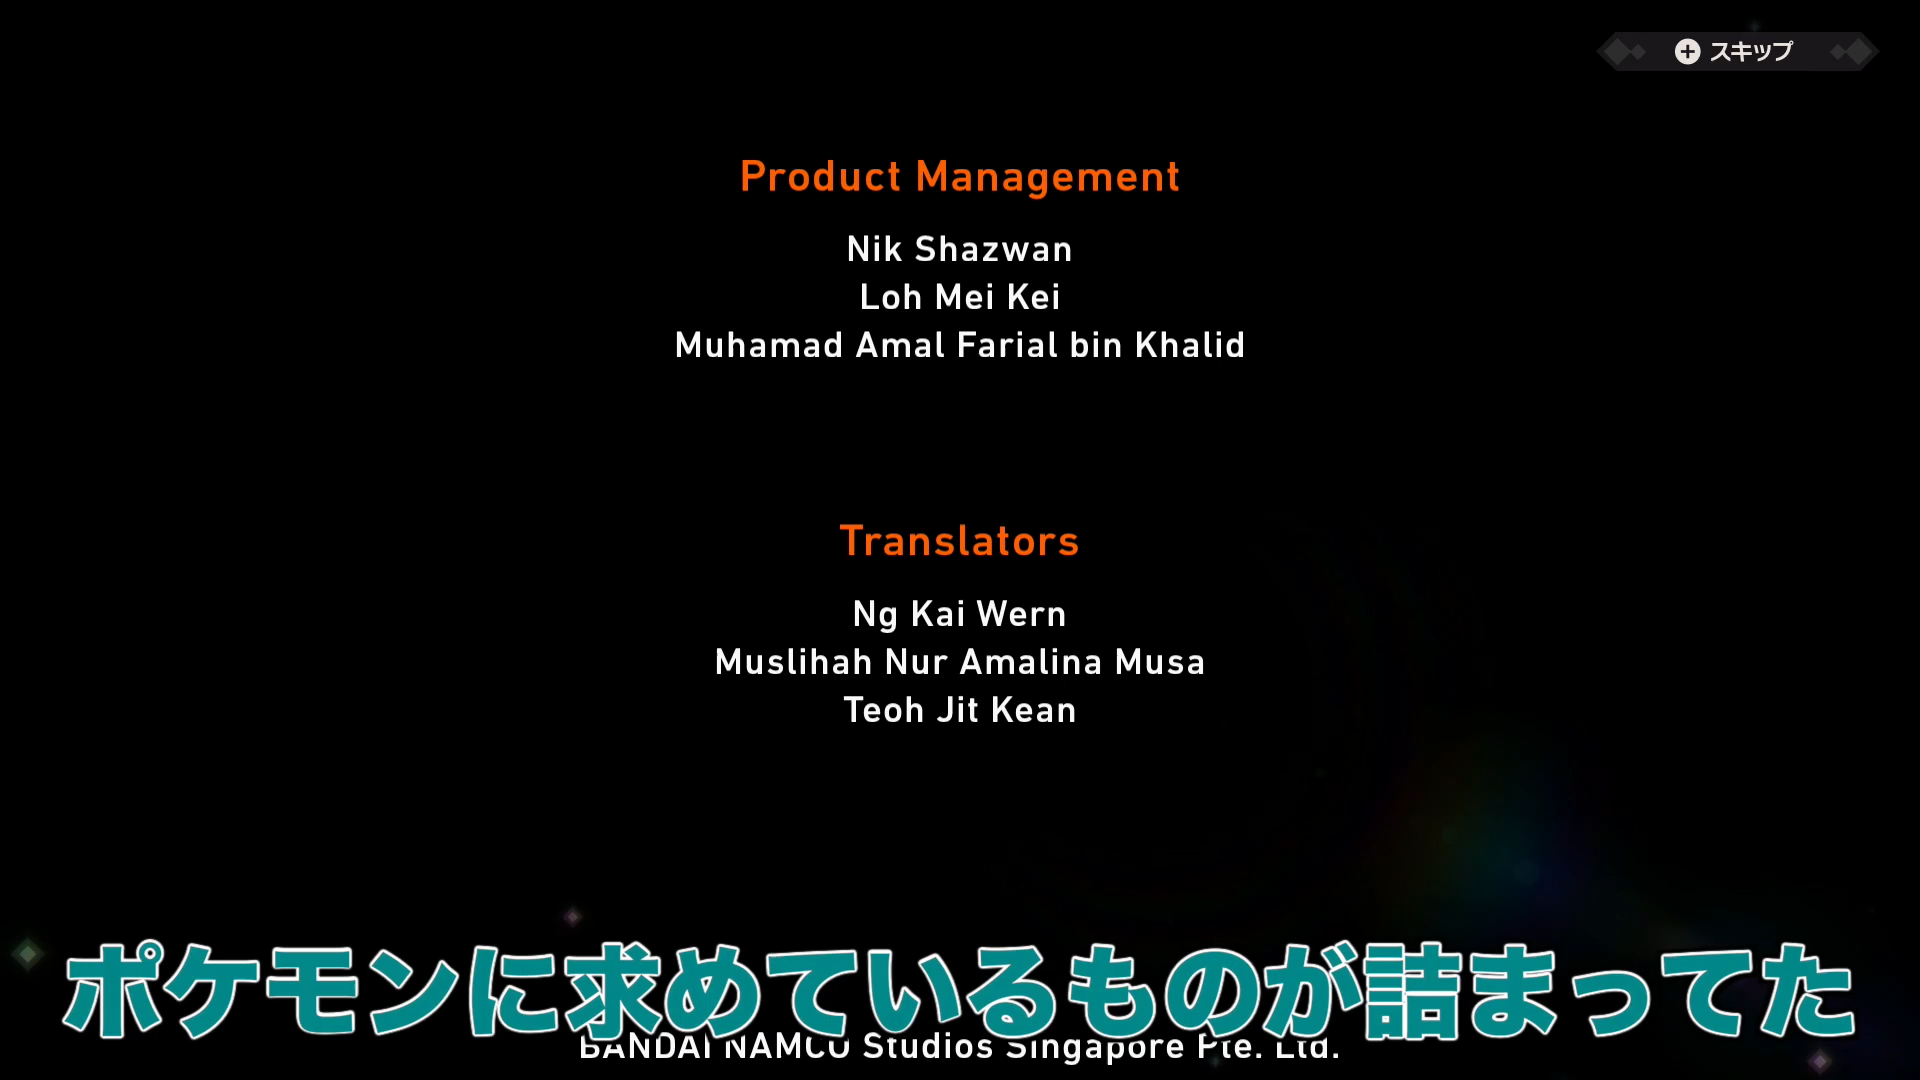 スキップ
Product Management
Nik Shazwan
Loh Mei Kei
Muhamad Amal Farial bin Khalid
Translators
Ng Kai Wern
Muslihah Nur Amalina Musa
Teoh Jit Kean
ポケモンに求めているものが詰まってた
BANDAI NAMCO Studios Singapore Pte. Ltd.